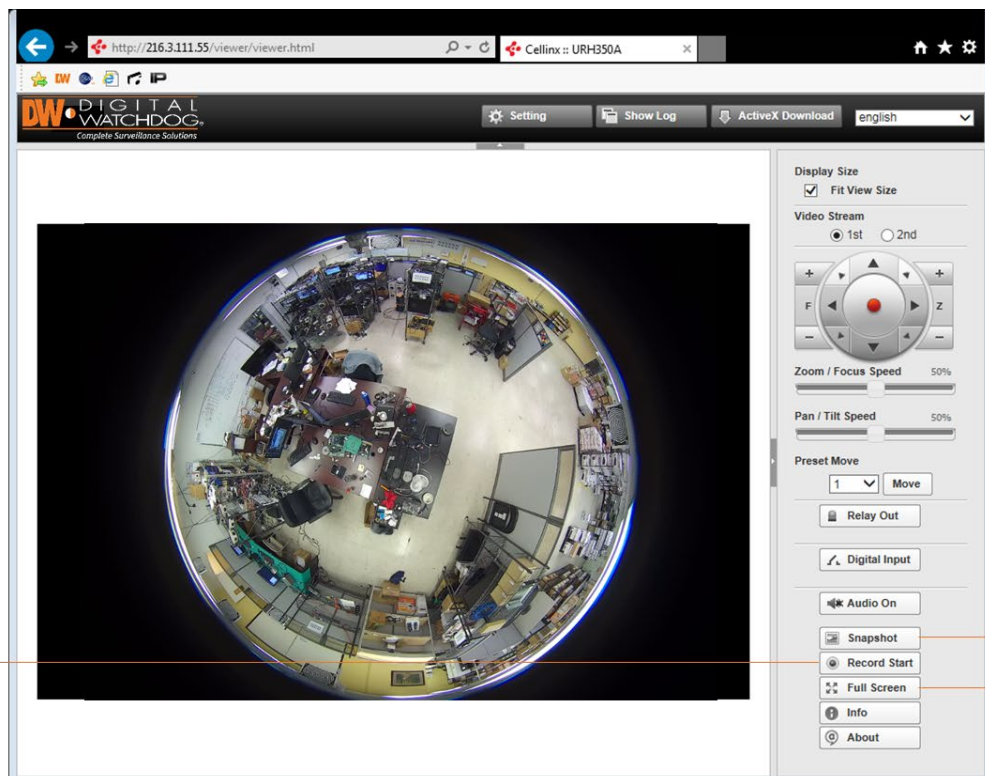 http://216.3.111.55/viewer/viewer.html
Cellinx :: URH350A
DW
iP
DW DIGITAL
WATCHDOG®
Complete Surveillance Solutions
Setting
Show Log
ActiveX Download
english
Display Size
Fit View Size
Video Stream
1st 2nd
+ +
F Z
- -
Zoom / Focus Speed 50%
Pan / Tilt Speed 50%
Preset Move
1 Move
Relay Out
Digital Input
Audio On
Snapshot
Record Start
Full Screen
Info
About